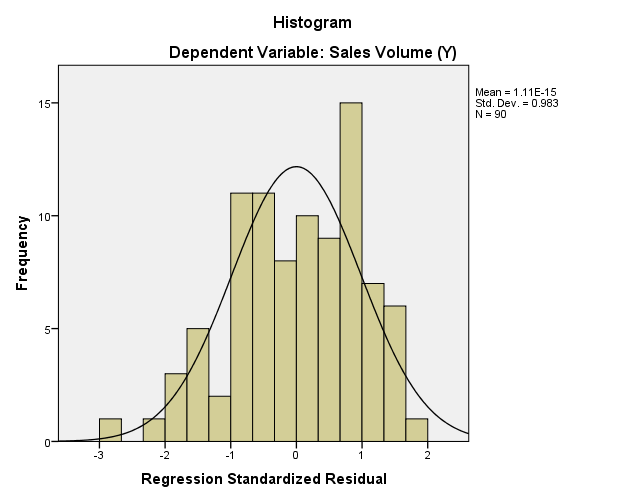 Histogram
Dependent Variable: Sales Volume (Y)
Mean = 1.11E-15
Std. Dev. = 0.983
N = 90
15
10
5
0
Frequency
-3 -2 -1 0 1 2
Regression Standardized Residual